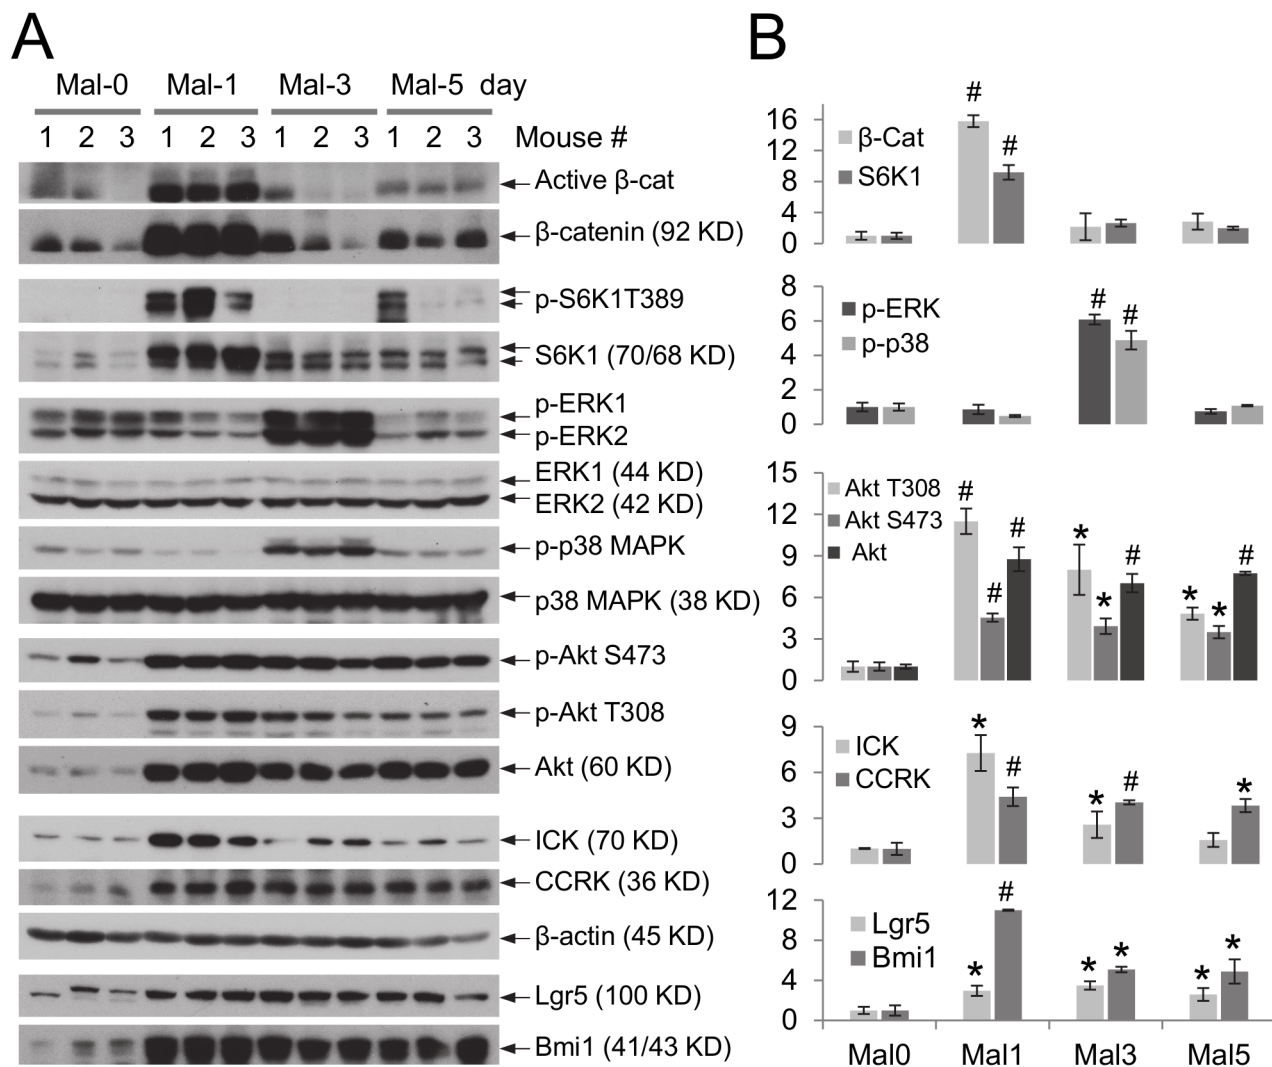 A
Mal-0 Mal-1 Mal-3 Mal-5 day
1 2 3 1 2 3 1 2 3 1 2 3 Mouse #
Active β-cat
β-catenin (92 KD)
p-S6K1T389
S6K1 (70/68 KD)
p-ERK1
p-ERK2
ERK1 (44 KD)
ERK2 (42 KD)
p-p38 MAPK
p38 MAPK (38 KD)
p-Akt S473
p-Akt T308
Akt (60 KD)
ICK (70 KD)
CCRK (36 KD)
β-actin (45 KD)
Lgr5 (100 KD)
Bmi1 (41/43 KD)
B
#
16
β-Cat
#
12
8
S6K1
4
0
8
p-ERK
# #
6
p-p38
4
2
0
15
Akt T308
#
12
Akt S473
# * #
9
Akt
#
6
# * * *
3
0
9
ICK
*
6
CCRK
# * # *
3
0
12
#
Lgr5
8
Bmi1
* * * * *
4
0
Mal0 Mal1 Mal3 Mal5